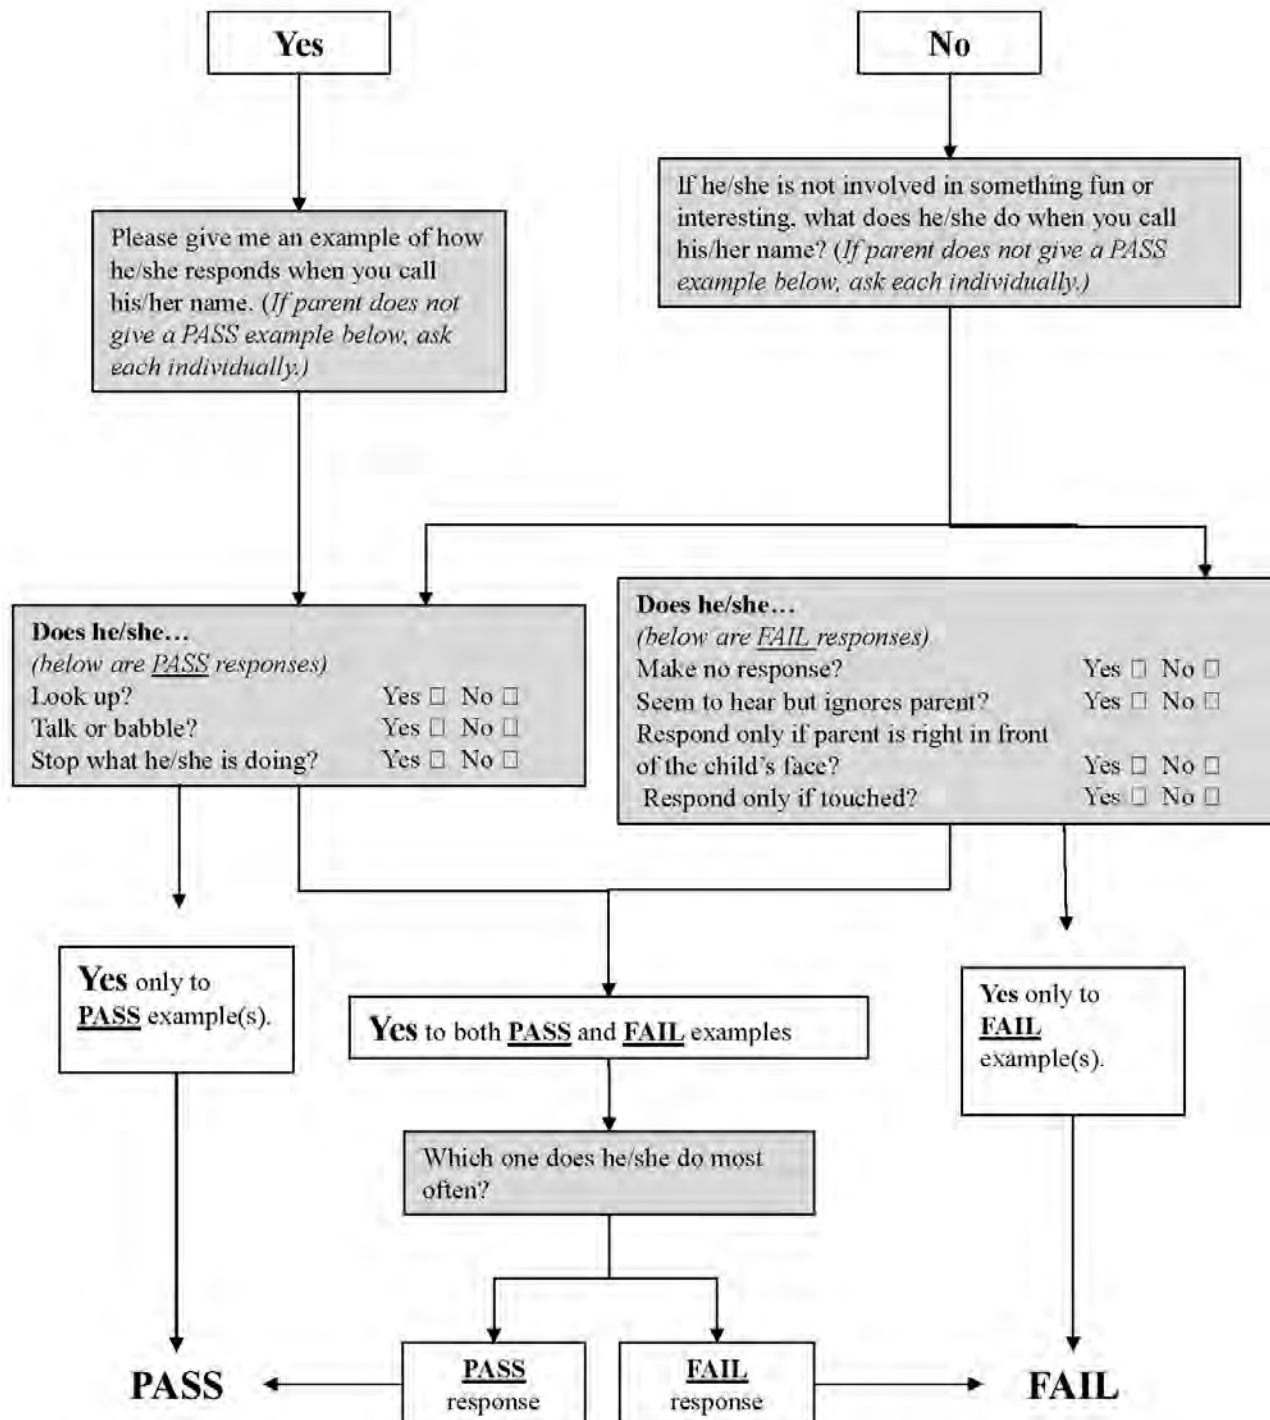 Yes
No
Please give me an example of how
he/she responds when you call
his/her name. (If parent does not
give a PASS example below, ask
each individually.)
If he/she is not involved in something fun or
interesting, what does he/she do when you call
his/her name? (If parent does not give a PASS
example below, ask each individually.)
Does he/she…
(below are PASS responses)
Look up? Yes □ No □
Talk or babble? Yes □ No □
Stop what he/she is doing? Yes □ No □
Does he/she…
(below are FAIL responses)
Make no response? Yes □ No □
Seem to hear but ignores parent? Yes □ No □
Respond only if parent is right in front
of the child's face? Yes □ No □
Respond only if touched? Yes □ No □
Yes only to
PASS example(s).
Yes to both PASS and FAIL examples
Yes only to
FAIL
example(s).
Which one does he/she do most
often?
PASS
PASS
response
FAIL
response
FAIL